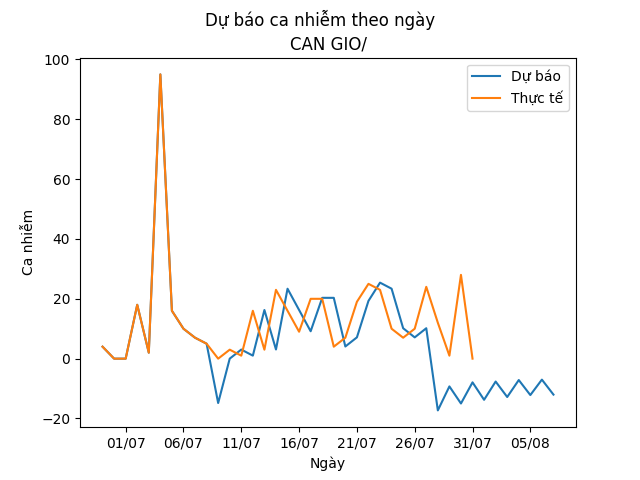 Dự báo ca nhiễm theo ngày
CAN GIO/
Dự báo
Thực tế
Ca nhiễm
100
80
60
40
20
0
−20
01/07 06/07 11/07 16/07 21/07 26/07 31/07 05/08
Ngày